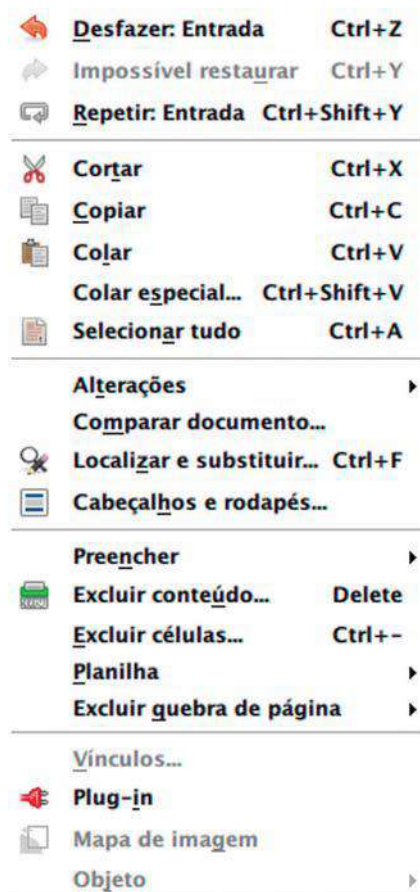 Desfazer: Entrada Ctrl+Z
Impossível restaurar Ctrl+Y
Repetir: Entrada Ctrl+Shift+Y
Cortar Ctrl+X
Copiar Ctrl+C
Colar Ctrl+V
Colar especial... Ctrl+Shift+V
Selecionar tudo Ctrl+A
Alterações
Comparar documento...
Localizar e substituir... Ctrl+F
Cabeçalhos e rodapés...
Preencher
Excluir conteúdo... Delete
Excluir células... Ctrl+-
Planilha
Excluir quebra de página
Vínculos...
Plug-in
Mapa de imagem
Objeto